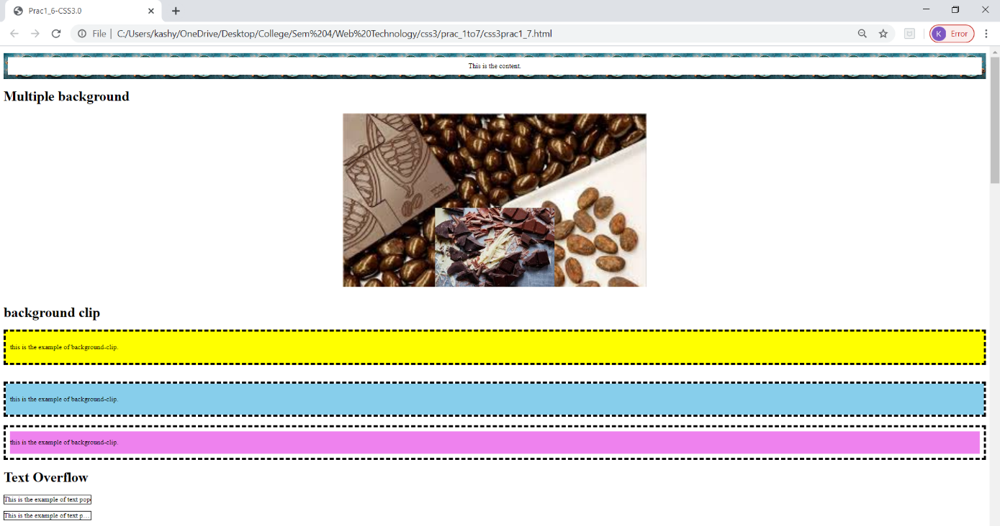 Prac1_6-CSS3.0
File | C:/Users/kashy/OneDrive/Desktop/College/Sem%204/Web%20Technology/css3/prac_1to7/css3prac1_7.html
K Error
This is the content.
Multiple background
background clip
this is the example of background-clip.
this is the example of background-clip.
this is the example of background-clip.
Text Overflow
This is the example of text pop
This is the example of text p…